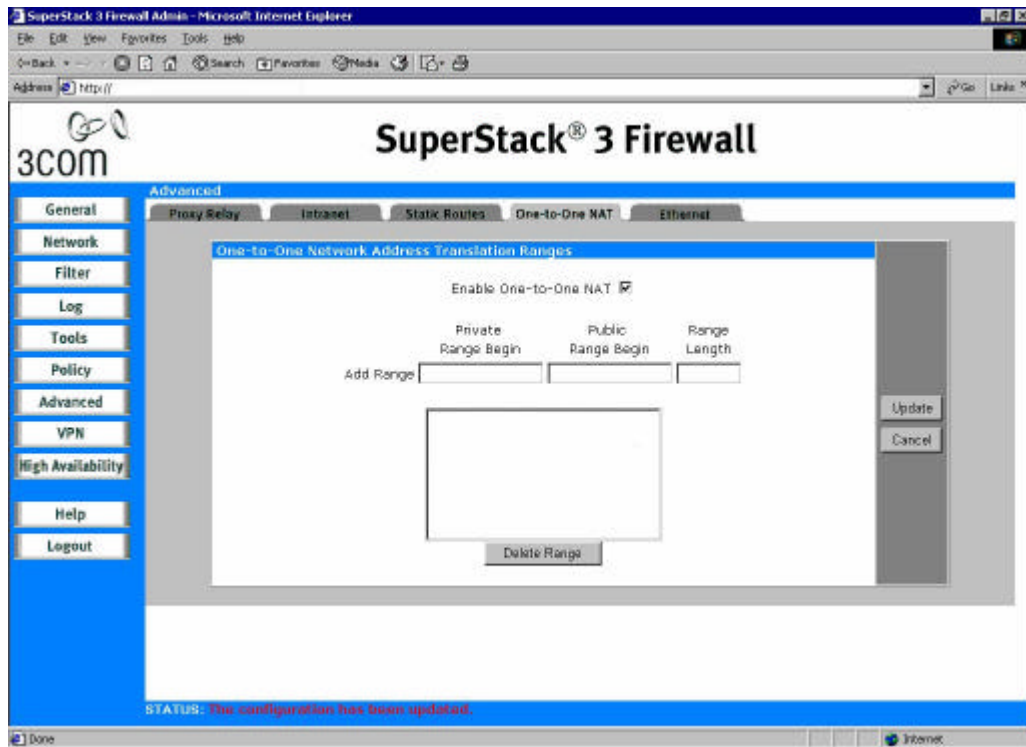 SuperStack 3 Firewall Admin - Microsoft Internet Explorer
File Edit View Favorites Tools Help
Back Search Favorites Media
Address http:// Go Links
3COM
SuperStack® 3 Firewall
Advanced
Proxy Relay Intranet Static Routes One-to-One NAT Ethernet
General
Network
Filter
Log
Tools
Policy
Advanced
VPN
High Availability
Help
Logout
One-to-One Network Address Translation Ranges
Enable One-to-One NAT
Private Public Range
Range Begin Range Begin Length
Add Range
Update
Cancel
Delete Range
STATUS: The configuration has been updated.
Done Internet